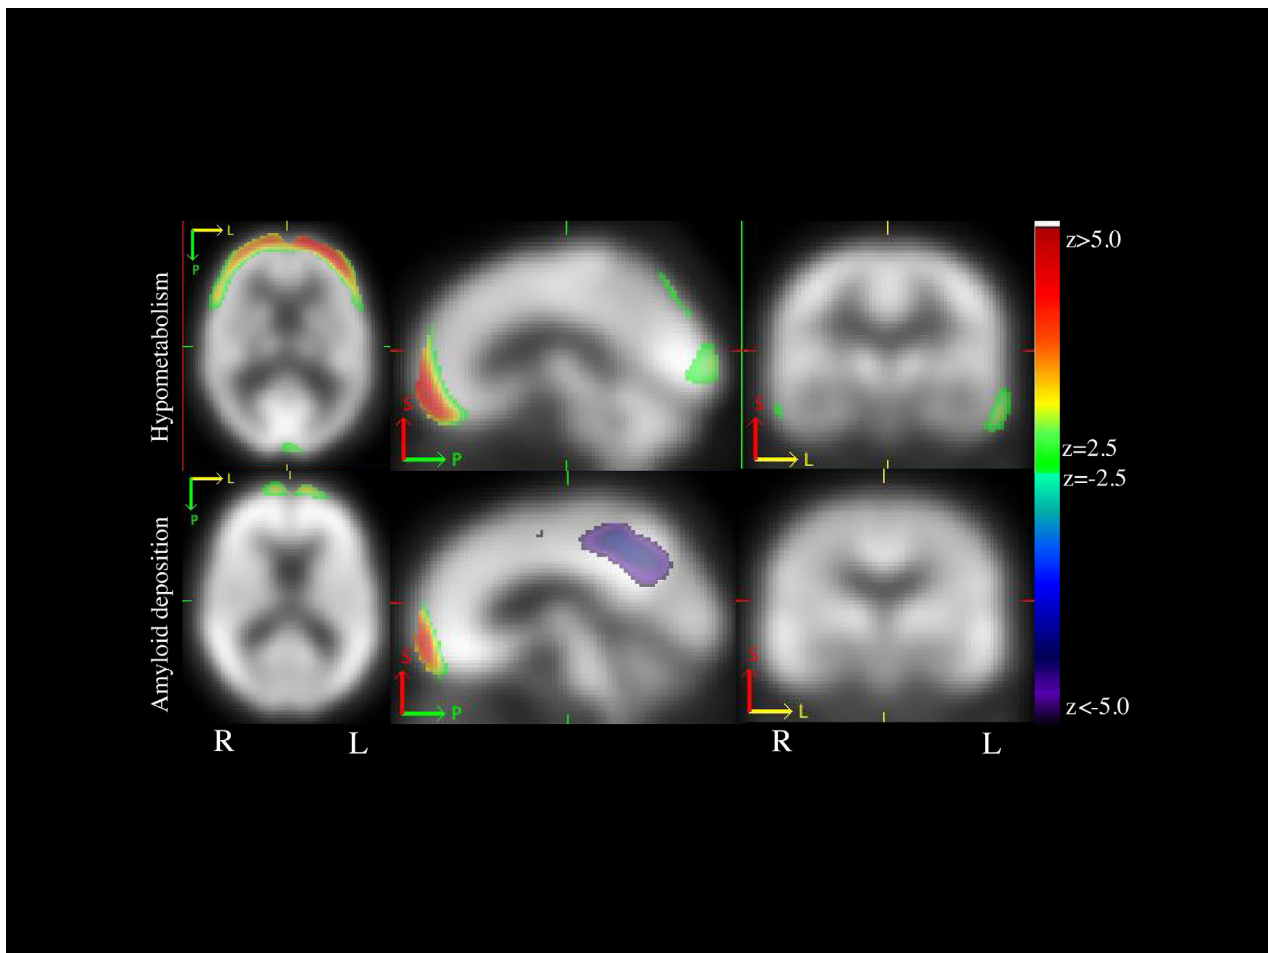 Hypometabolism
L
P
S
P
S
L
z>5.0
z=2.5
z=-2.5
Amyloid deposition
L
P
S
P
S
L
z<-5.0
R
L
R
L